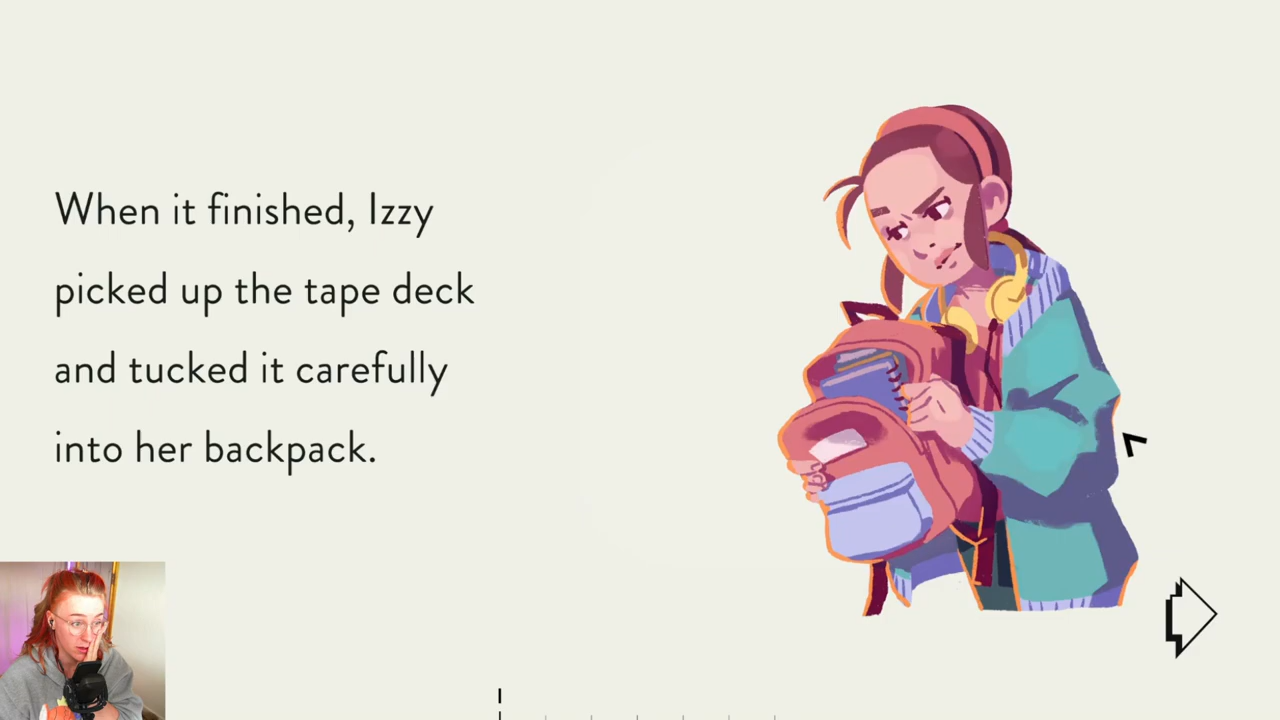 When it finished, Izzy
picked up the tape deck
and tucked it carefully
into her backpack.